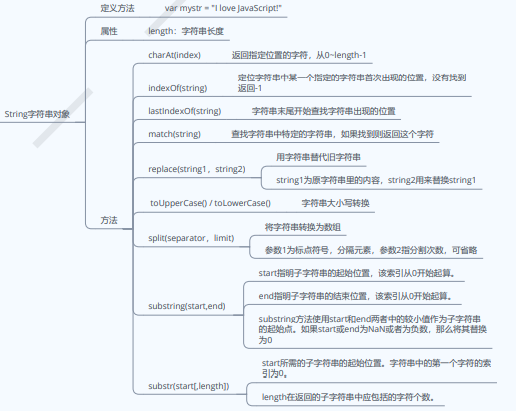 String字符串对象
定义方法 var mystr = "I love JavaScript!"
属性 length：字符串长度
方法
charAt(index) 返回指定位置的字符，从0~length-1
indexOf(string) 定位字符串中某一个指定的字符串首次出现的位置，没有找到
返回-1
lastIndexOf(string) 字符串末尾开始查找字符串出现的位置
match(string) 查找字符串中特定的字符串，如果找到则返回这个字符
replace(string1，string2)
用字符串替代旧字符串
string1为原字符串里的内容，string2用来替换string1
toUpperCase() / toLowerCase() 字符串大小写转换
split(separator，limit)
将字符串转换为数组
参数1为标点符号，分隔元素，参数2指分割次数，可省略
substring(start,end)
start指明子字符串的起始位置，该索引从0开始起算。
end指明子字符串的结束位置，该索引从0开始起算。
substring方法使用start和end两者中的较小值作为子字符串
的起始点。如果start或end为NaN或者为负数，那么将其替换
为0
substr(start[,length])
start所需的子字符串的起始位置。字符串中的第一个字符的索
引为0。
length在返回的子字符串中应包括的字符个数。